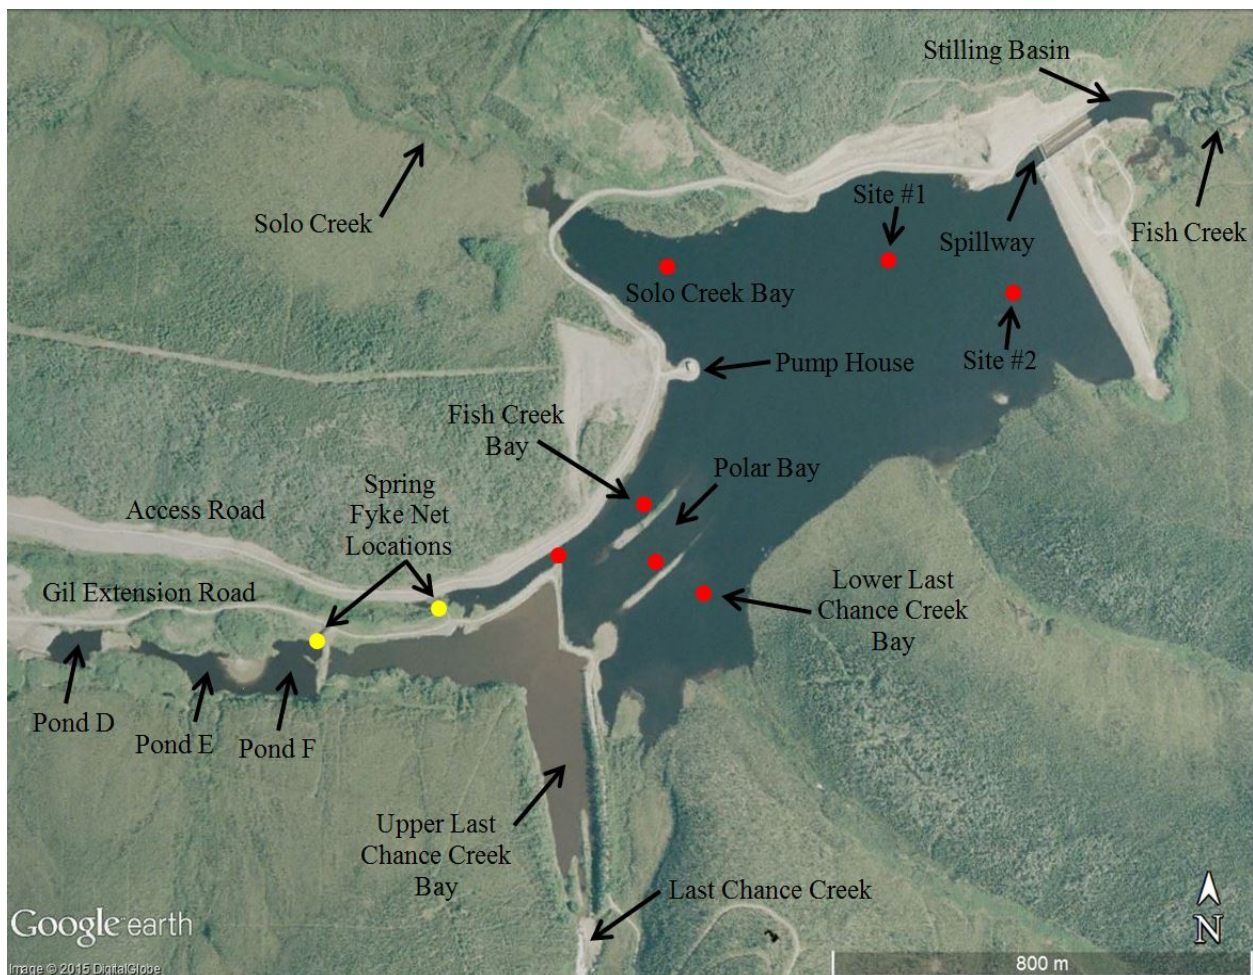 Stilling Basin
Solo Creek
Site #1
Spillway
Fish Creek
Solo Creek Bay
Site #2
Pump House
Fish Creek
Bay
Polar Bay
Spring
Fyke Net
Locations
Access Road
Gil Extension Road
Lower Last
Chance Creek
Bay
Pond D
Pond E
Pond F
Upper Last
Chance Creek
Bay
Last Chance Creek
N
Google earth
Image © 2015 DigitalGlobe
800 m